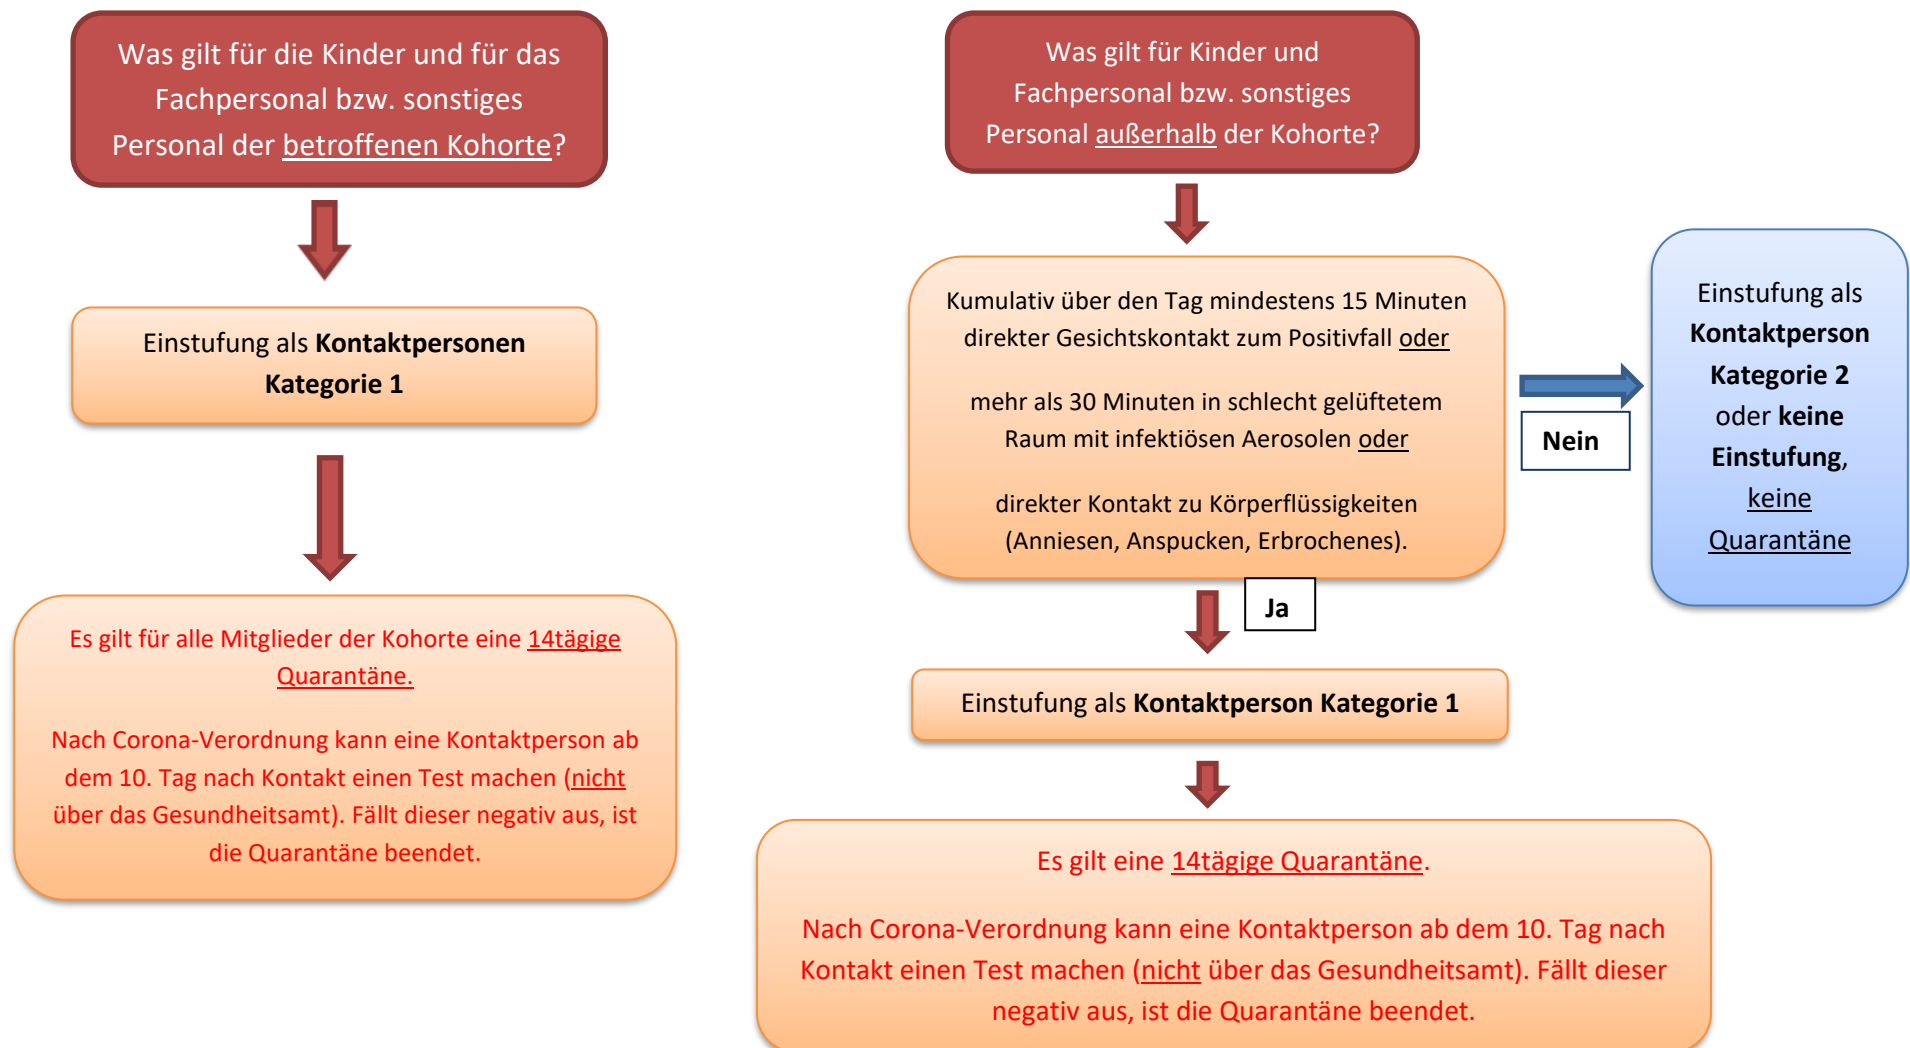 Was gilt für die Kinder und für das
Fachpersonal bzw. sonstiges
Personal der betroffenen Kohorte?
Einstufung als Kontaktpersonen
Kategorie 1
Es gilt für alle Mitglieder der Kohorte eine 14tägige
Quarantäne.
Nach Corona-Verordnung kann eine Kontaktperson ab
dem 10. Tag nach Kontakt einen Test machen (nicht
über das Gesundheitsamt). Fällt dieser negativ aus, ist
die Quarantäne beendet.
Was gilt für Kinder und
Fachpersonal bzw. sonstiges
Personal außerhalb der Kohorte?
Kumulativ über den Tag mindestens 15 Minuten
direkter Gesichtskontakt zum Positivfall oder
mehr als 30 Minuten in schlecht gelüftetem
Raum mit infektiösen Aerosolen oder
direkter Kontakt zu Körperflüssigkeiten
(Anniesen, Anspucken, Erbrochenes).
Nein
Einstufung als
Kontaktperson
Kategorie 2
oder keine
Einstufung,
keine
Quarantäne
Ja
Einstufung als Kontaktperson Kategorie 1
Es gilt eine 14tägige Quarantäne.
Nach Corona-Verordnung kann eine Kontaktperson ab dem 10. Tag nach
Kontakt einen Test machen (nicht über das Gesundheitsamt). Fällt dieser
negativ aus, ist die Quarantäne beendet.